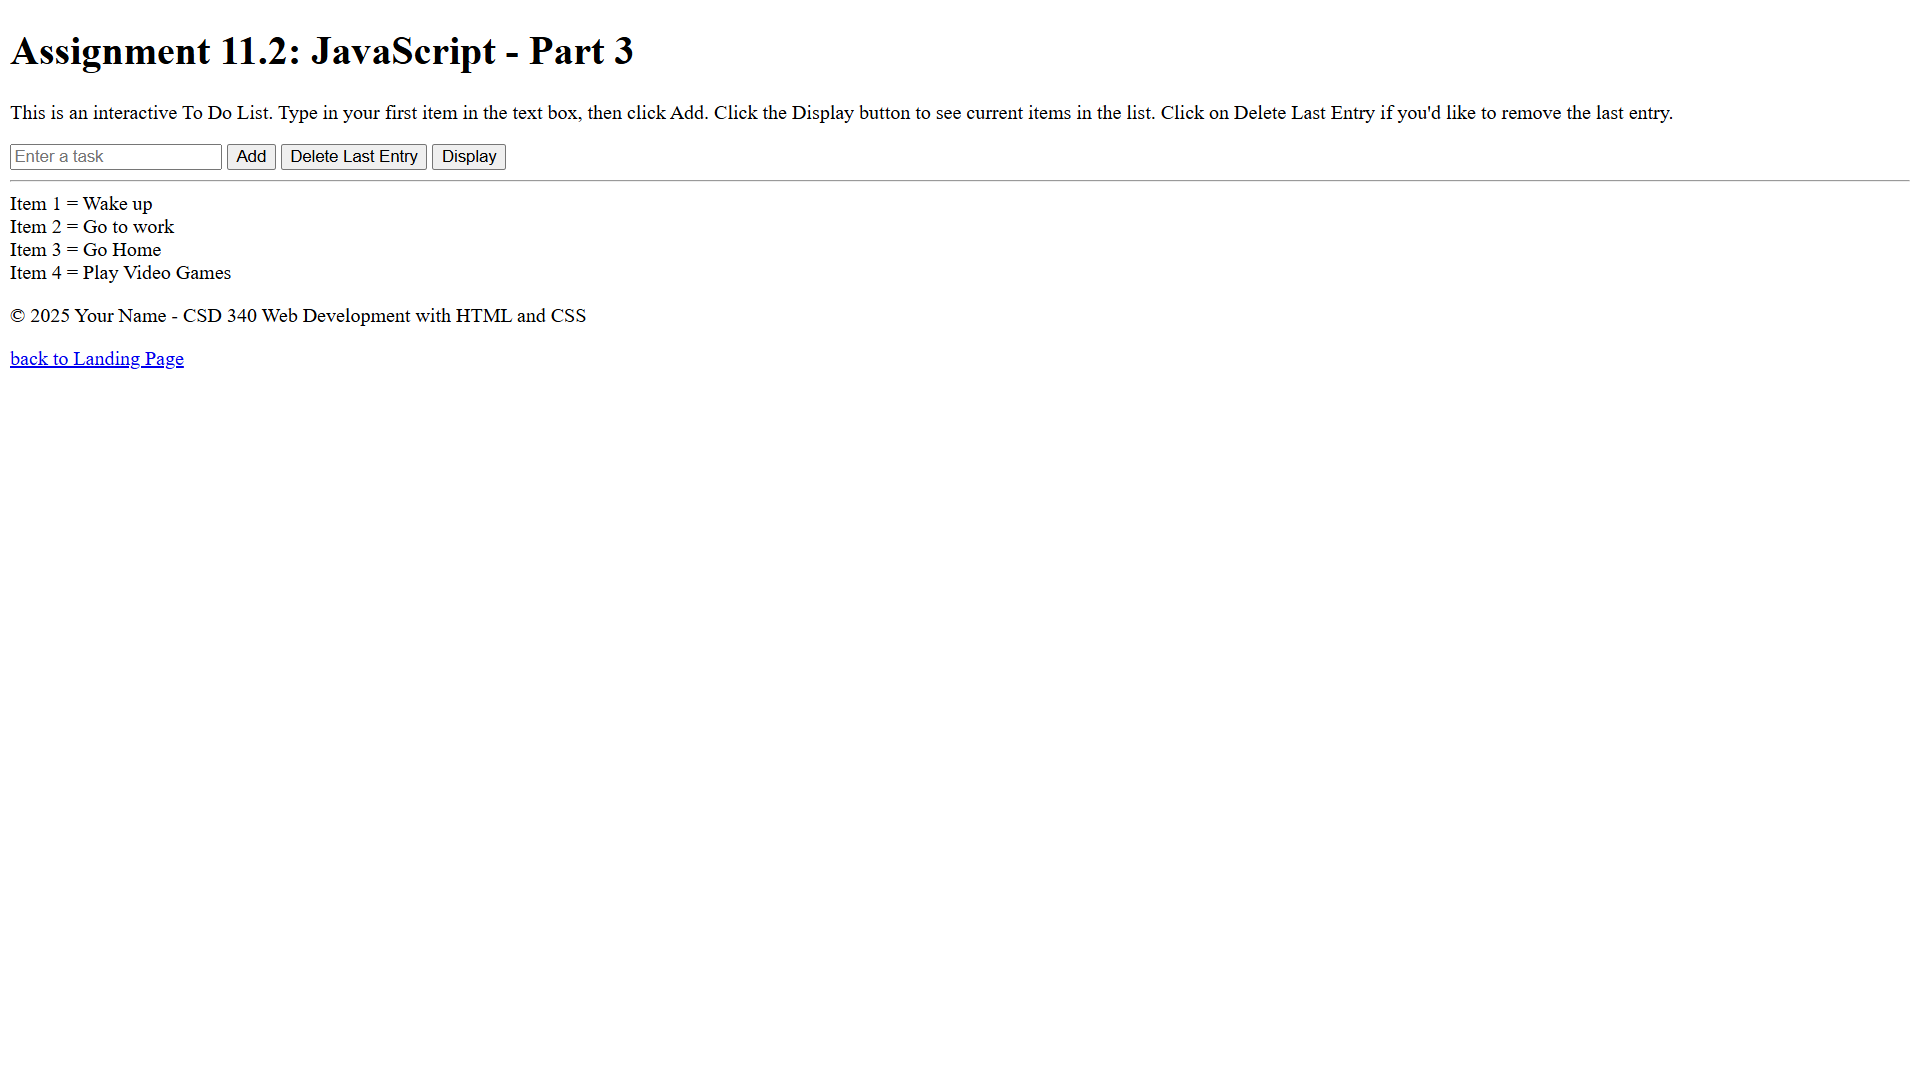 Assignment 11.2: JavaScript - Part 3
This is an interactive To Do List. Type in your first item in the text box, then click Add. Click the Display button to see current items in the list. Click on Delete Last Entry if you'd like to remove the last entry.
Enter a task Add Delete Last Entry Display
Item 1 = Wake up
Item 2 = Go to work
Item 3 = Go Home
Item 4 = Play Video Games
© 2025 Your Name - CSD 340 Web Development with HTML and CSS
back to Landing Page